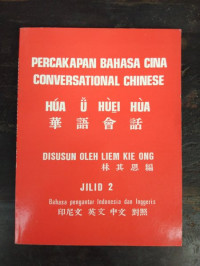 PERCAKAPAN BAHASA CINA
CONVERSATIONAL CHINESE
HÚA Ǚ HÙEI HÙA
華語會話
DISUSUN OLEH LIEM KIE ONG
林其恩編
JILID 2
Bahasa pengantar Indonesia dan Inggeris
印尼文 英文 中文 對照